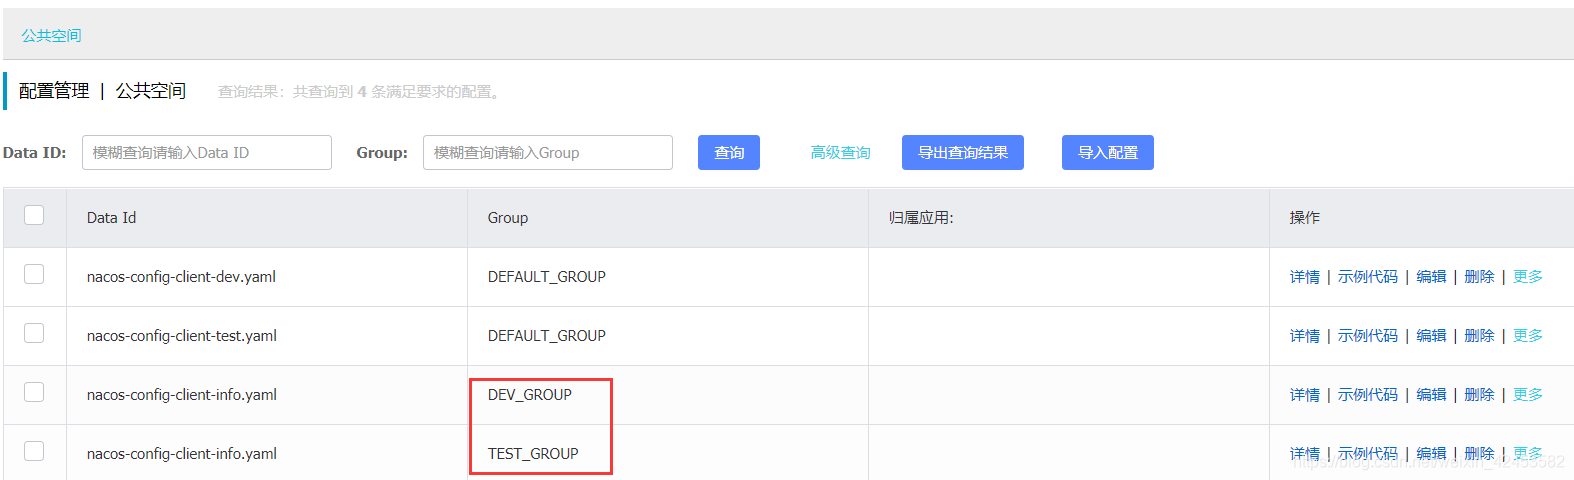 公共空间
配置管理 | 公共空间 查询结果：共查询到 4 条满足要求的配置。
Data ID: 模糊查询请输入Data ID Group: 模糊查询请输入Group 查询 高级查询 导出查询结果 导入配置
Data Id Group 归属应用: 操作
nacos-config-client-dev.yaml DEFAULT_GROUP 详情 | 示例代码 | 编辑 | 删除 | 更多
nacos-config-client-test.yaml DEFAULT_GROUP 详情 | 示例代码 | 编辑 | 删除 | 更多
nacos-config-client-info.yaml DEV_GROUP 详情 | 示例代码 | 编辑 | 删除 | 更多
nacos-config-client-info.yaml TEST_GROUP 详情 | 示例代码 | 编辑 | 删除 | 更多